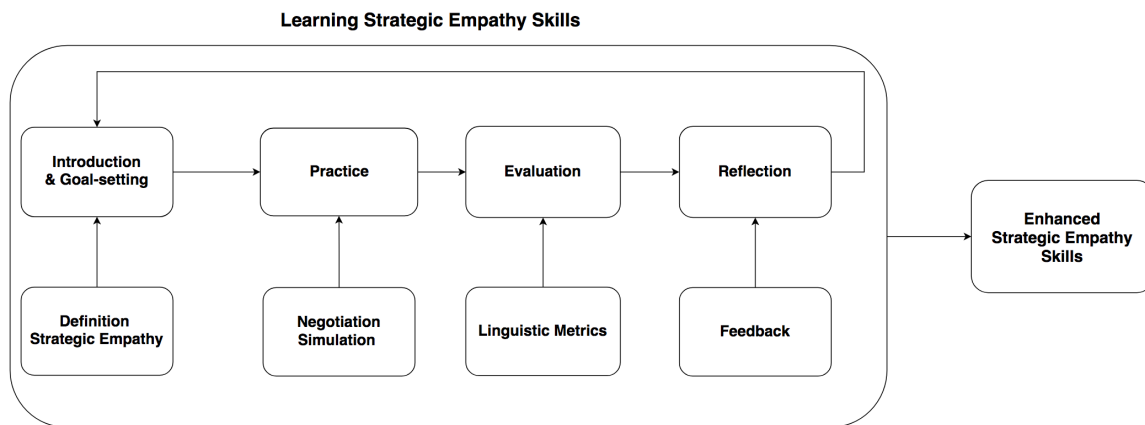 Learning Strategic Empathy Skills
Introduction
& Goal-setting
Practice
Evaluation
Reflection
Enhanced
Strategic Empathy
Skills
Definition
Strategic Empathy
Negotiation
Simulation
Linguistic Metrics
Feedback